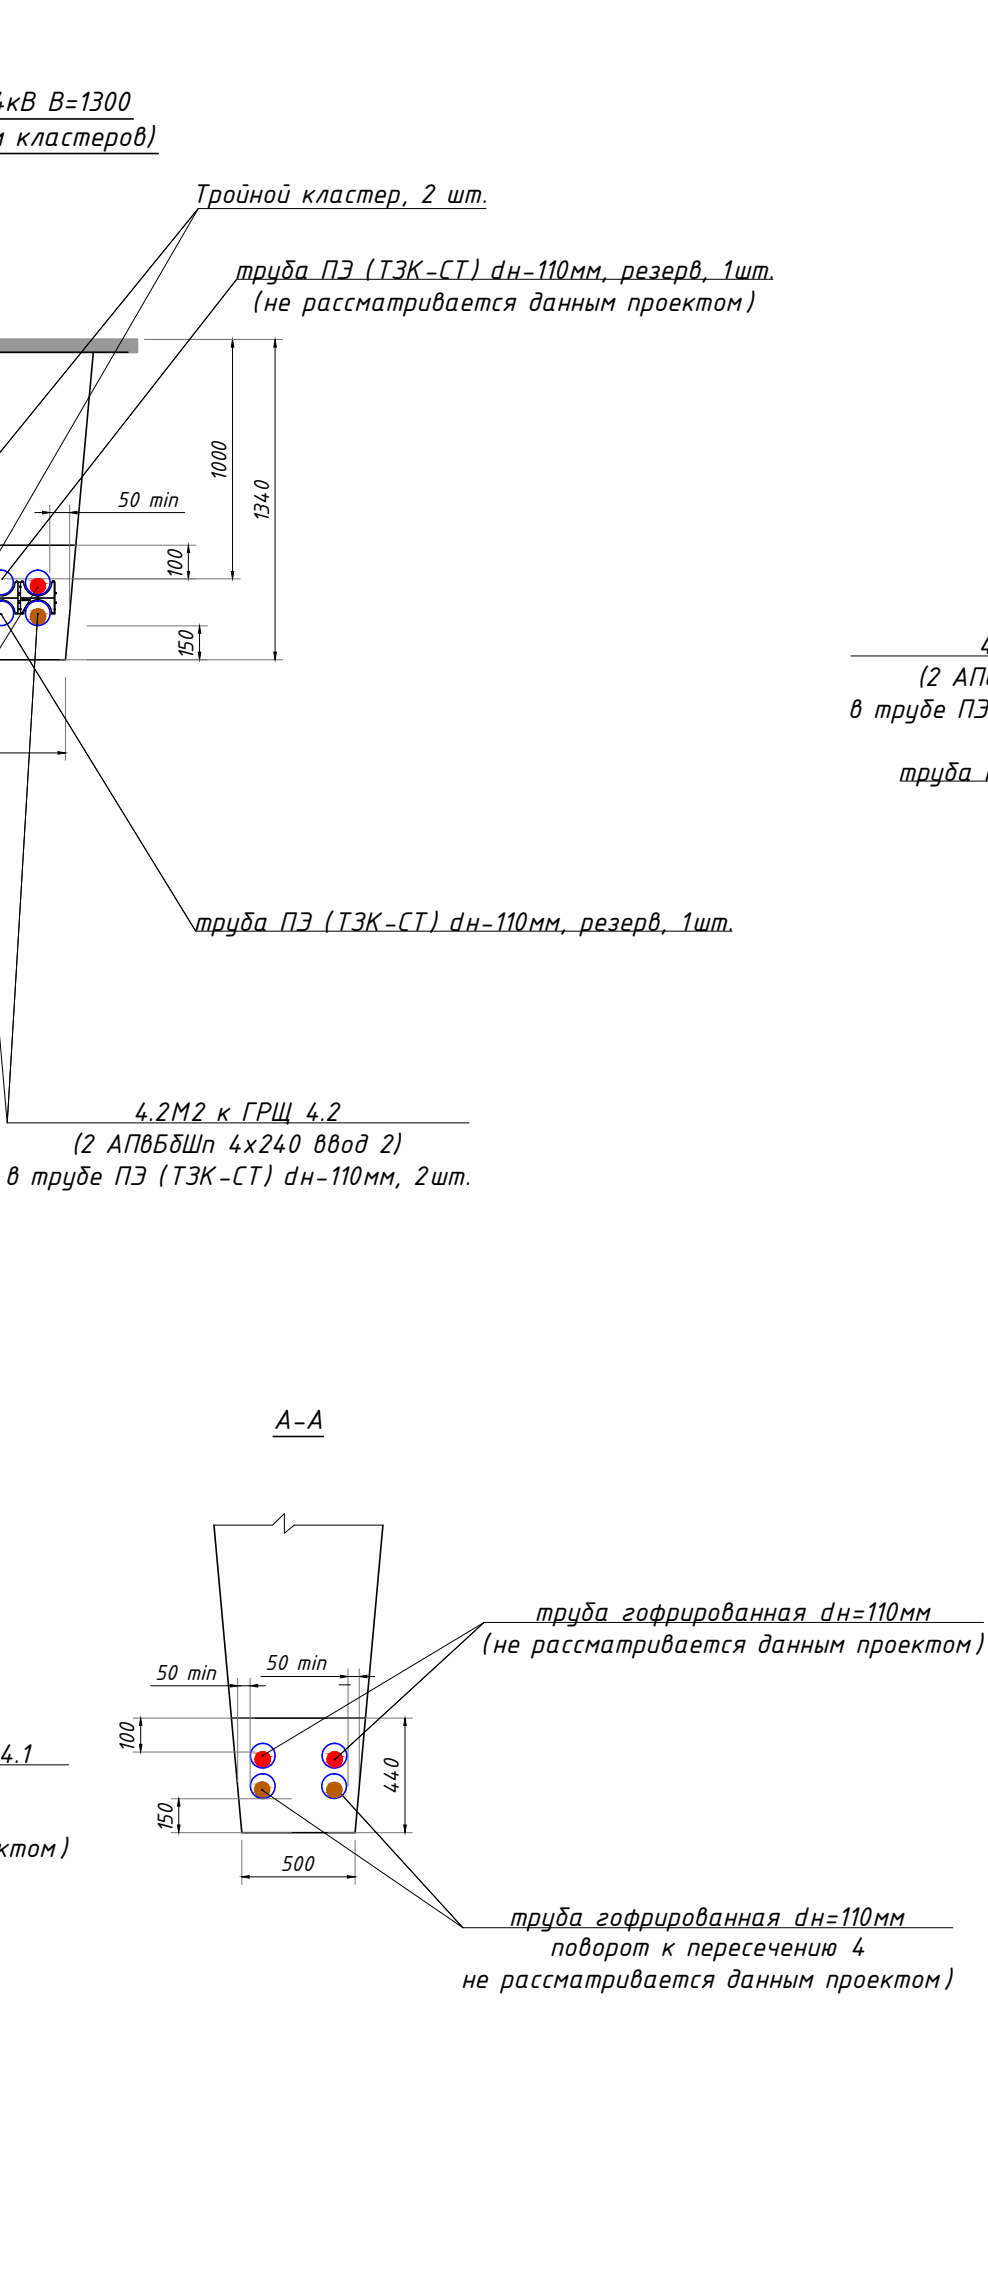 4кВ В=1300
кластеров)
Тройной кластер, 2 шт.
труба ПЭ (ТЗК-СТ) dн-110мм, резерв, 1шт.
(не рассматривается данным проектом)
1000
1340
50 min
100
150
4
(2 АПв
в трубе ПЭ
труба
труба ПЭ (ТЗК-СТ) dн-110мм, резерв, 1шт.
4.2М2 к ГРЩ 4.2
(2 АПвБбШп 4х240 ввод 2)
в трубе ПЭ (ТЗК-СТ) dн-110мм, 2шт.
А-А
труба гофрированная dн=110мм
(не рассматривается данным проектом)
50 min
50 min
100
440
150
500
4.1
ктом)
труба гофрированная dн=110мм
поворот к пересечению 4
не рассматривается данным проектом)